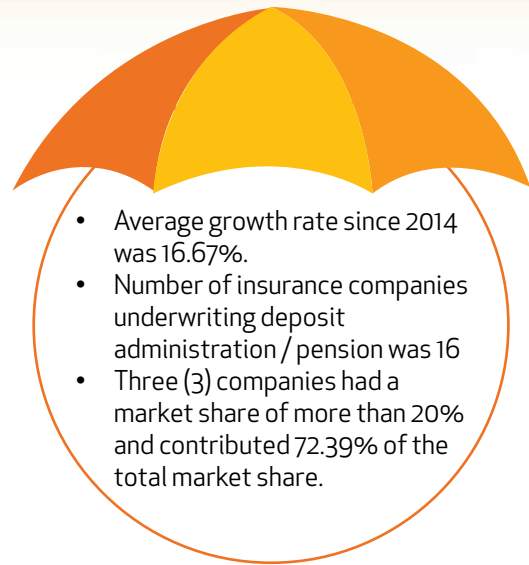 • Average growth rate since 2014
was 16.67%.
• Number of insurance companies
underwriting deposit
administration / pension was 16
• Three (3) companies had a
market share of more than 20%
and contributed 72.39% of the
total market share.